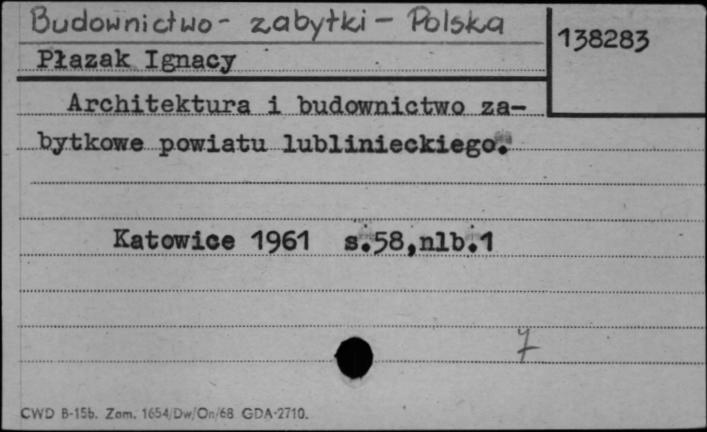 Budownictwo - zabytki - Polska
138283
Płazak Ignacy
Architektura i budownictwo za-
bytkowe powiatu lublinieckiego.
Katowice 1961 s.58,nlb.1
7
CWD B-15b. Zam. 1654/Dw/On/68 GDA-2710.